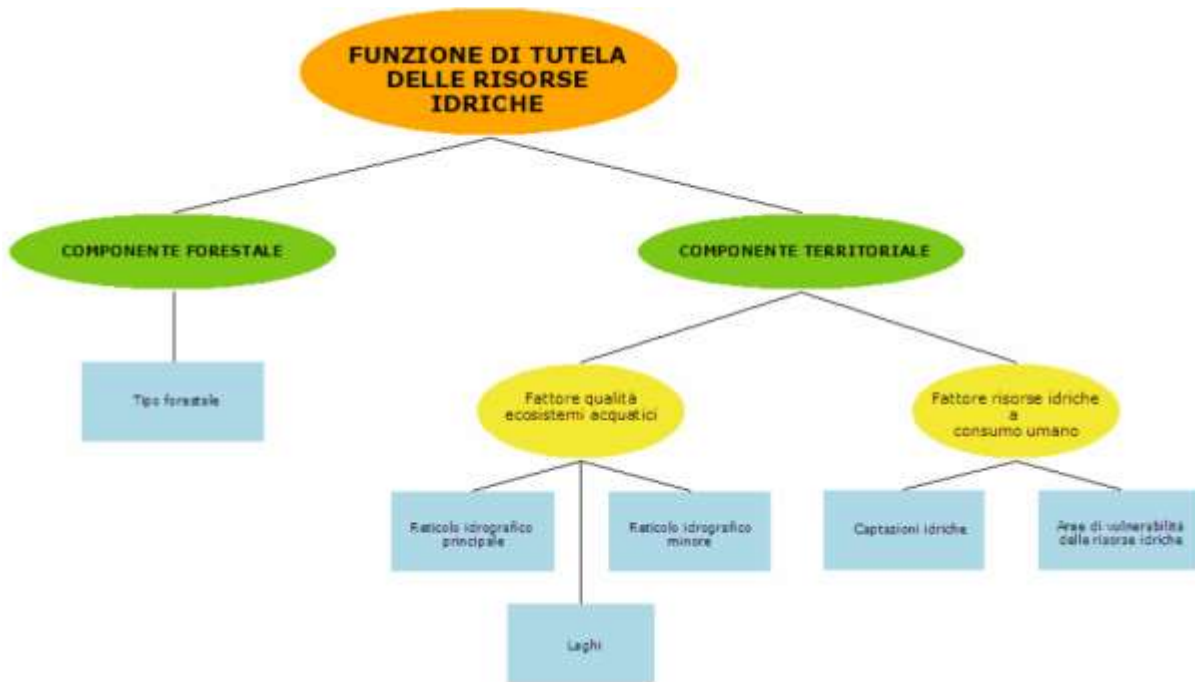 FUNZIONE DI TUTELA
DELLE RISORSE
IDRICHE
COMPONENTE FORESTALE
COMPONENTE TERRITORIALE
Tipo forestale
Fattore qualità
ecosistemi acquatici
Fattore risorse idriche
a
consumo umano
Reticolo idrografico
principale
Reticolo idrografico
minore
Captazioni idriche
Aree di vulnerabilità
delle risorse idriche
Laghi